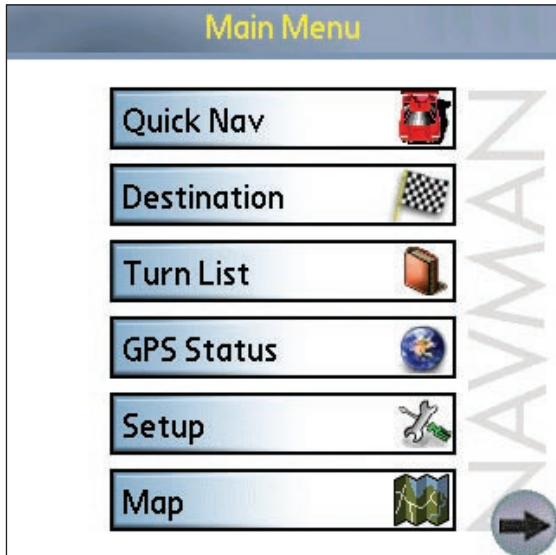 Main Menu
Quick Nav
Destination
Turn List
GPS Status
Setup
Map
NAVMAN